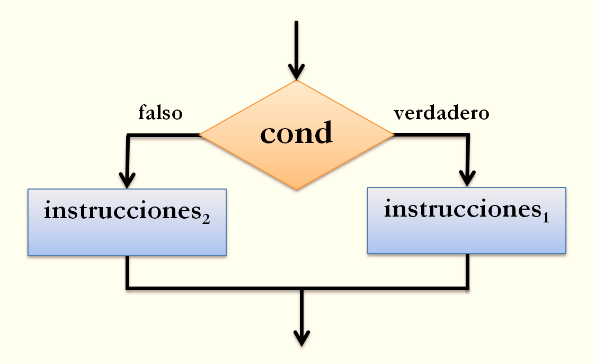 falso
verdadero
cond
instrucciones₂
instrucciones₁